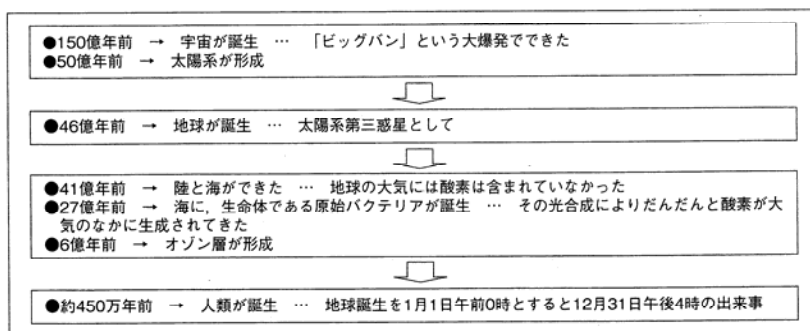 ●150億年前 → 宇宙が誕生 … 「ビッグバン」という大爆発でできた
●50億年前 → 太陽系が形成
●46億年前 → 地球が誕生 … 太陽系第三惑星として
●41億年前 → 陸と海ができた … 地球の大気には酸素は含まれていなかった
●27億年前 → 海に，生命体である原始バクテリアが誕生 … その光合成によりだんだんと酸素が大
気のなかに生成されてきた
●6億年前 → オゾン層が形成
●約450万年前 → 人類が誕生 … 地球誕生を1月1日午前0時とすると12月31日午後4時の出来事